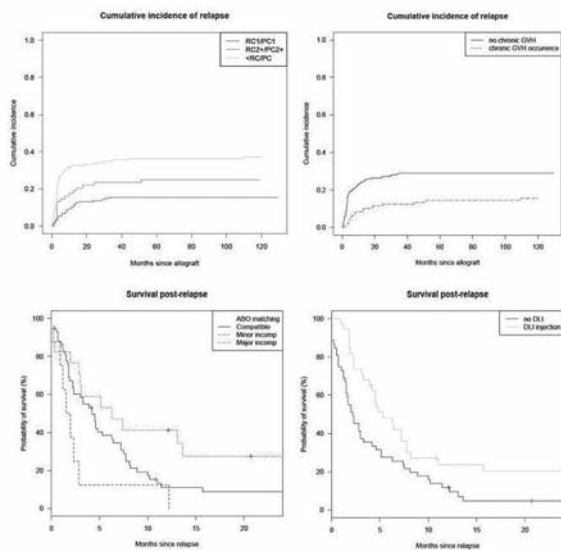 Cumulative incidence of relapse
RC1/PC1
RC2+/PC2+
<RC/PC
Cumulative incidence
1.0
0.8
0.6
0.4
0.2
0.0
0 20 40 60 80 100 120
Months since allograft
Cumulative incidence of relapse
no chronic GVH
chronic GVH occurence
Cumulative incidence
1.0
0.8
0.6
0.4
0.2
0.0
0 20 40 60 80 100 120
Months since allograft
Survival post-relapse
ABO matching
Compatible
Minor incomp
Major incomp
Probability of survival (%)
100
80
60
40
20
0
0 5 10 15 20
Months since relapse
Survival post-relapse
no DLI
DLI injection
Probability of survival (%)
100
80
60
40
20
0
0 5 10 15 20
Months since relapse